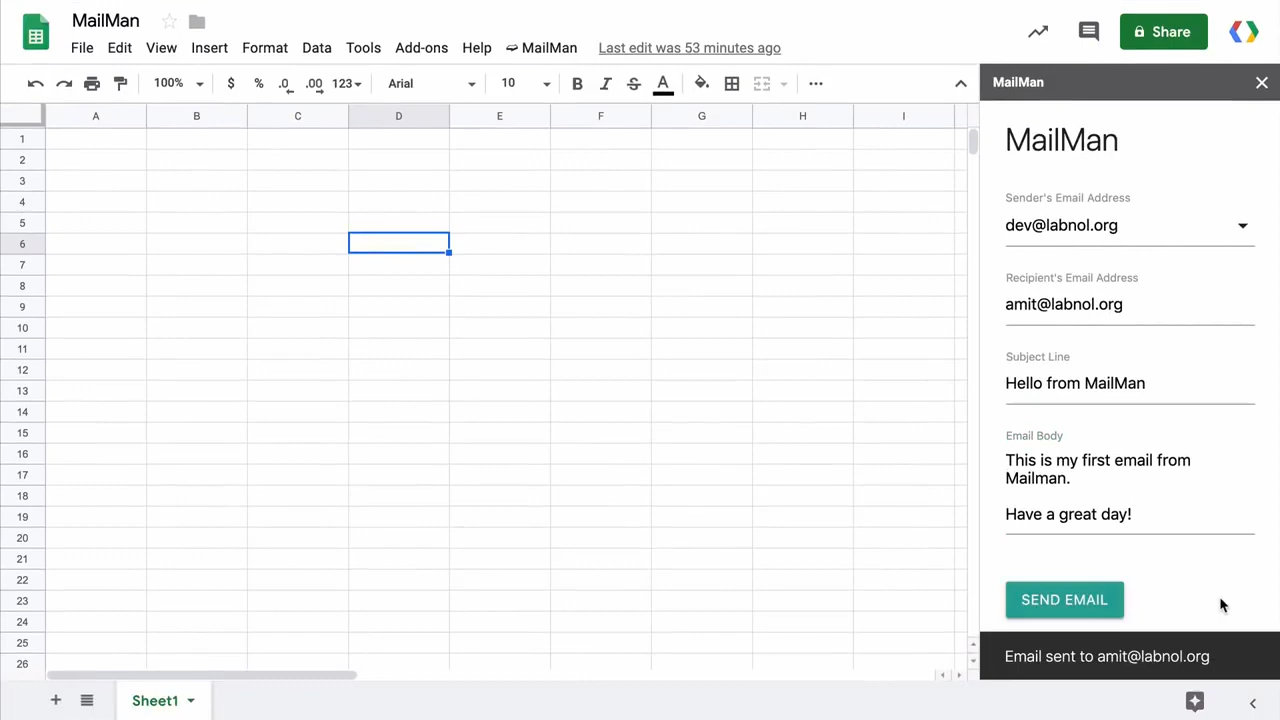 MailMan
File Edit View Insert Format Data Tools Add-ons Help MailMan Last edit was 53 minutes ago
Share
100% $ % .0 .00 123 Arial 10 B I S A
MailMan
A B C D E F G H I
1
2
3
4
5
6
7
8
9
10
11
12
13
14
15
16
17
18
19
20
21
22
23
24
25
26
MailMan
Sender's Email Address
dev@labnol.org
Recipient's Email Address
amit@labnol.org
Subject Line
Hello from MailMan
Email Body
This is my first email from
Mailman.
Have a great day!
SEND EMAIL
Email sent to amit@labnol.org
Sheet1